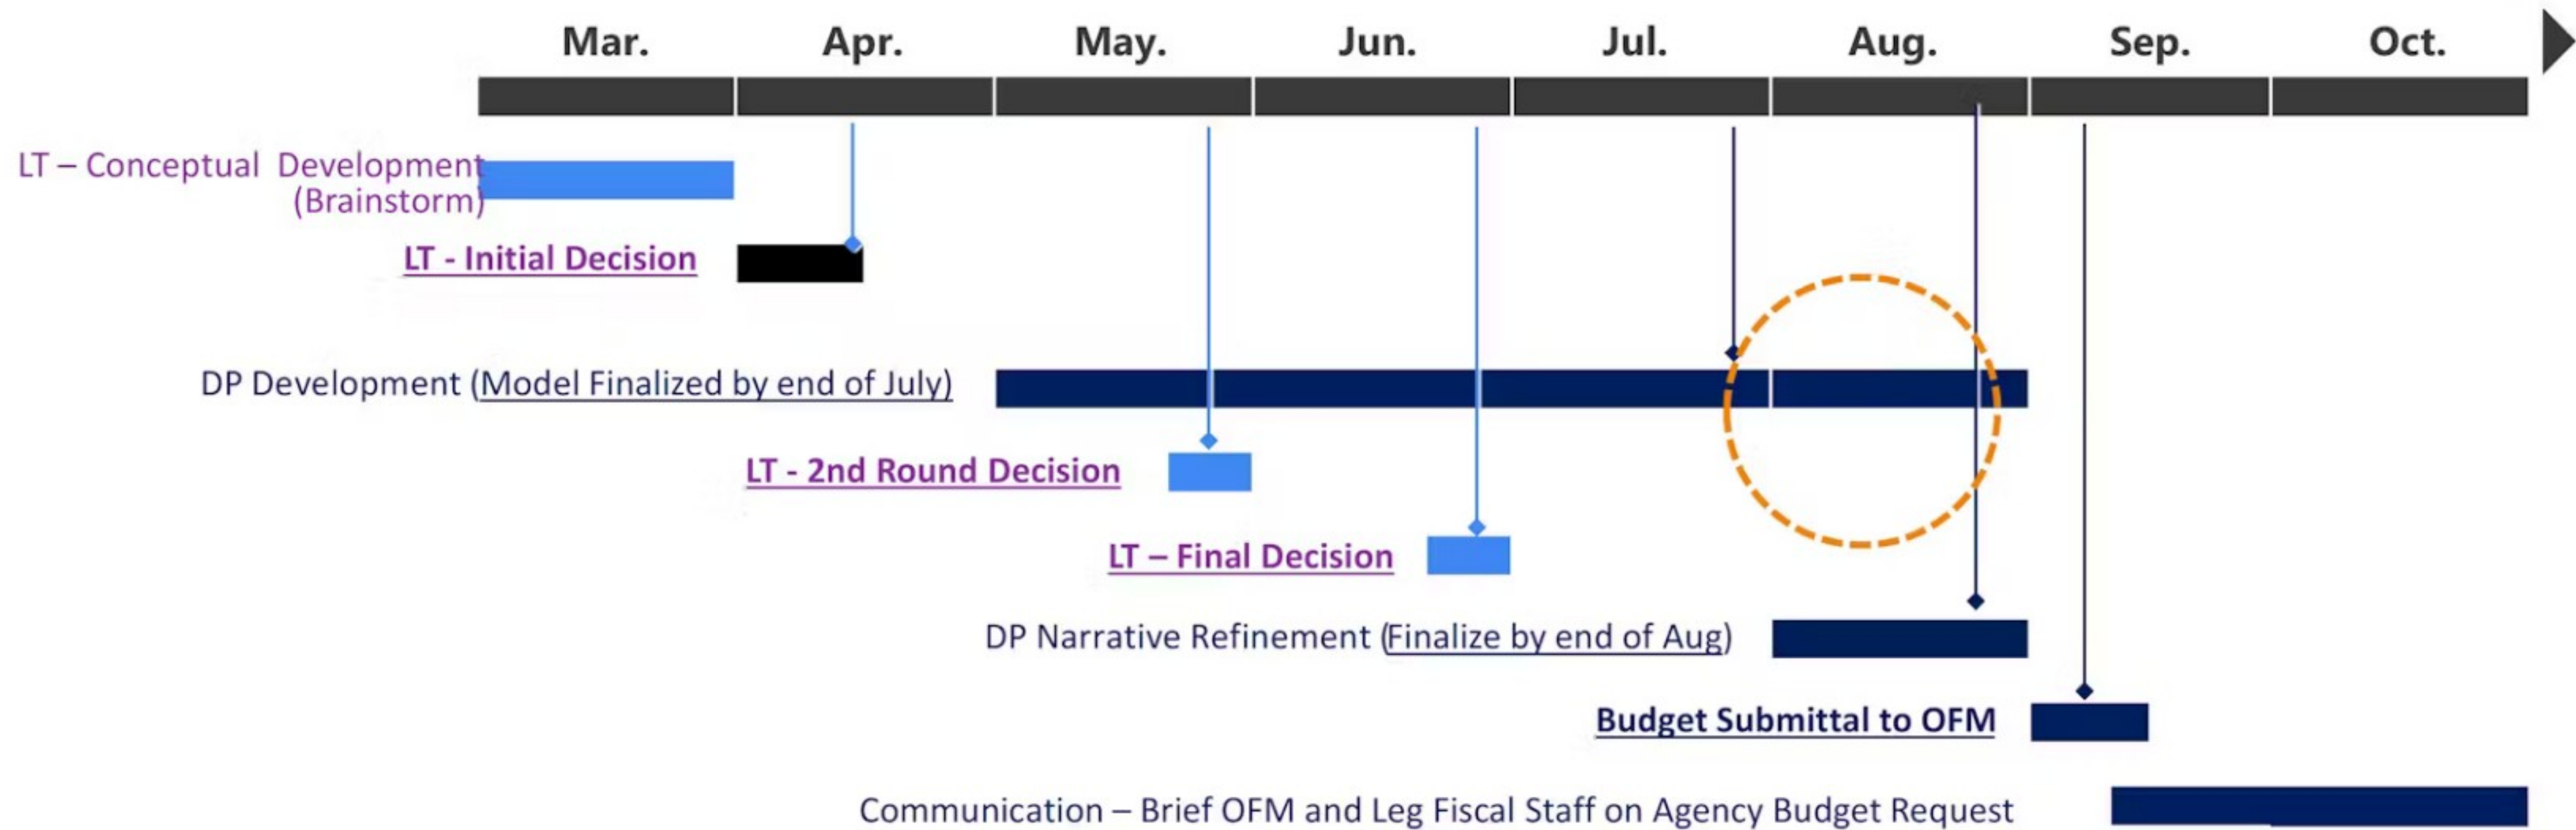 Mar. Apr. May. Jun. Jul. Aug. Sep. Oct.
LT – Conceptual Development
(Brainstorm)
LT - Initial Decision
DP Development (Model Finalized by end of July)
LT - 2nd Round Decision
LT – Final Decision
DP Narrative Refinement (Finalize by end of Aug)
Budget Submittal to OFM
Communication – Brief OFM and Leg Fiscal Staff on Agency Budget Request